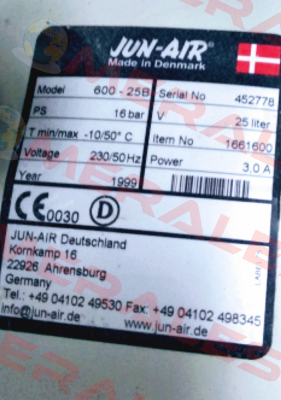 JUN-AIR®
Made in Denmark
Model 600 - 25B Serial No 452778
PS 16 bar V 25 liter
T min/max -10/50° C Item No 1661600
Voltage 230/50 Hz Power 3,0 A
Year 1999
CE 0030 D
JUN-AIR Deutschland
Kornkamp 16
22926 Ahrensburg
Germany
Tel.: +49 04102 49530 Fax: +49 04102 498345
info@jun-air.de www.jun-air.de